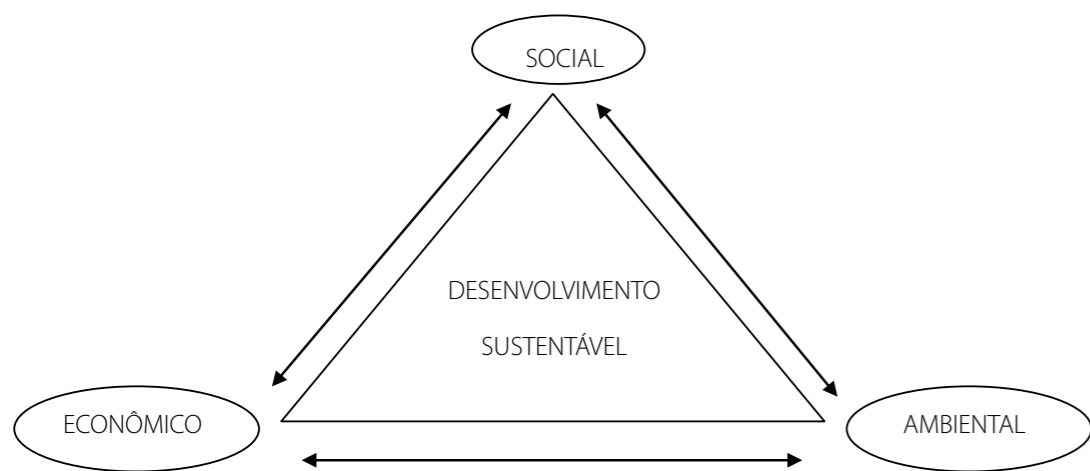 SOCIAL
DESENVOLVIMENTO
SUSTENTÁVEL
ECONÔMICO
AMBIENTAL